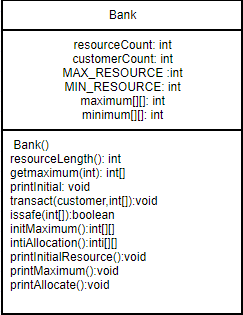 Bank
resourceCount: int
customerCount: int
MAX_RESOURCE :int
MIN_RESOURCE: int
maximum[][]: int
minimum[][]: int
Bank()
resourceLength(): int
getmaximum(int): int[]
printInitial: void
transact(customer,int[]):void
issafe(int[]):boolean
initMaximum():int[][]
intiAllocation():inti[][]
printInitialResource():void
printMaximum():void
printAllocate():void